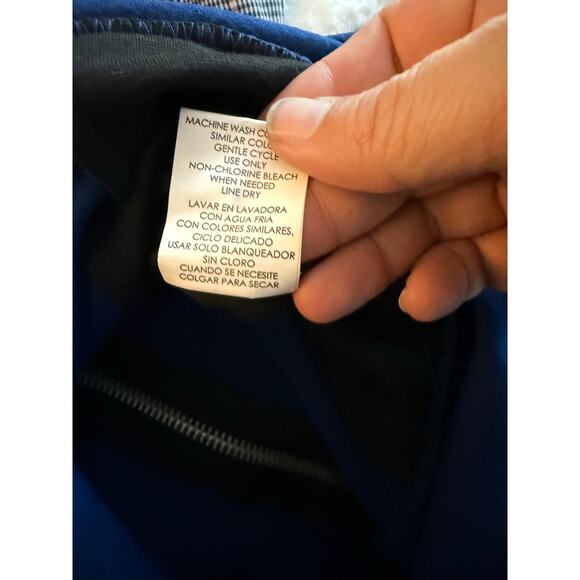 MACHINE WASH
SIMILAR
GENTLE CYCLE
USE ONLY
NON-CHLORINE BLEACH
WHEN NEEDED
LINE DRY
LAVAR EN LAVADORA
CON AGUA FRIA
CON COLORES SIMILARES,
CICLO DELICADO
USAR SOLO BLANQUEADOR
SIN CLORO
CUANDO SE NECESITE
COLGAR PARA SECAR